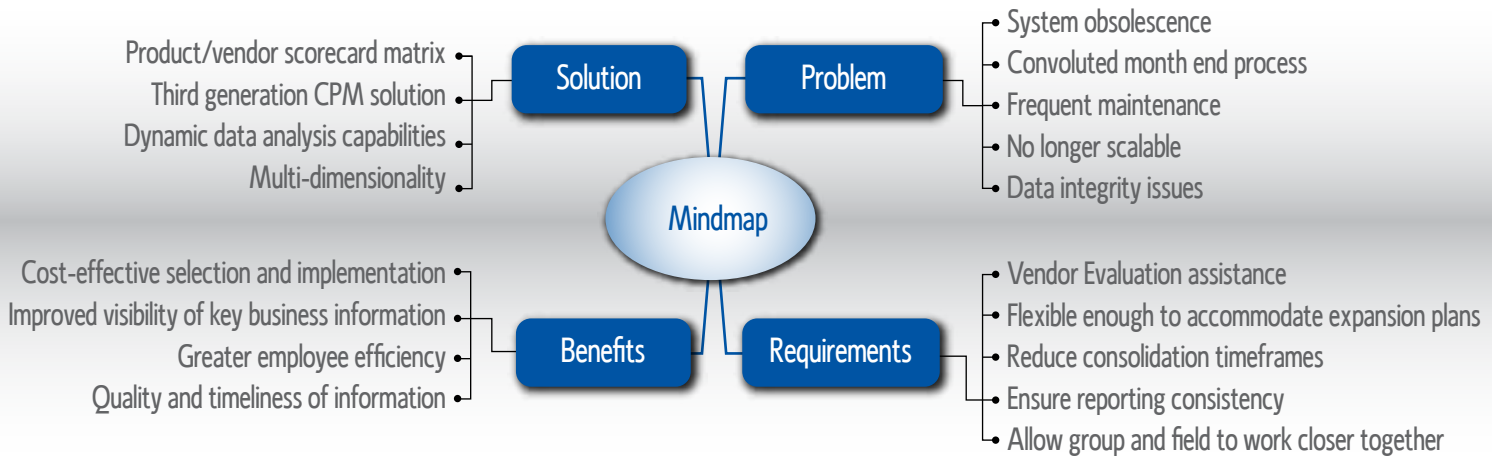 Solution
Product/vendor scorecard matrix
Third generation CPM solution
Dynamic data analysis capabilities
Multi-dimensionality
Problem
System obsolescence
Convoluted month end process
Frequent maintenance
No longer scalable
Data integrity issues
Mindmap
Benefits
Cost-effective selection and implementation
Improved visibility of key business information
Greater employee efficiency
Quality and timeliness of information
Requirements
Vendor Evaluation assistance
Flexible enough to accommodate expansion plans
Reduce consolidation timeframes
Ensure reporting consistency
Allow group and field to work closer together